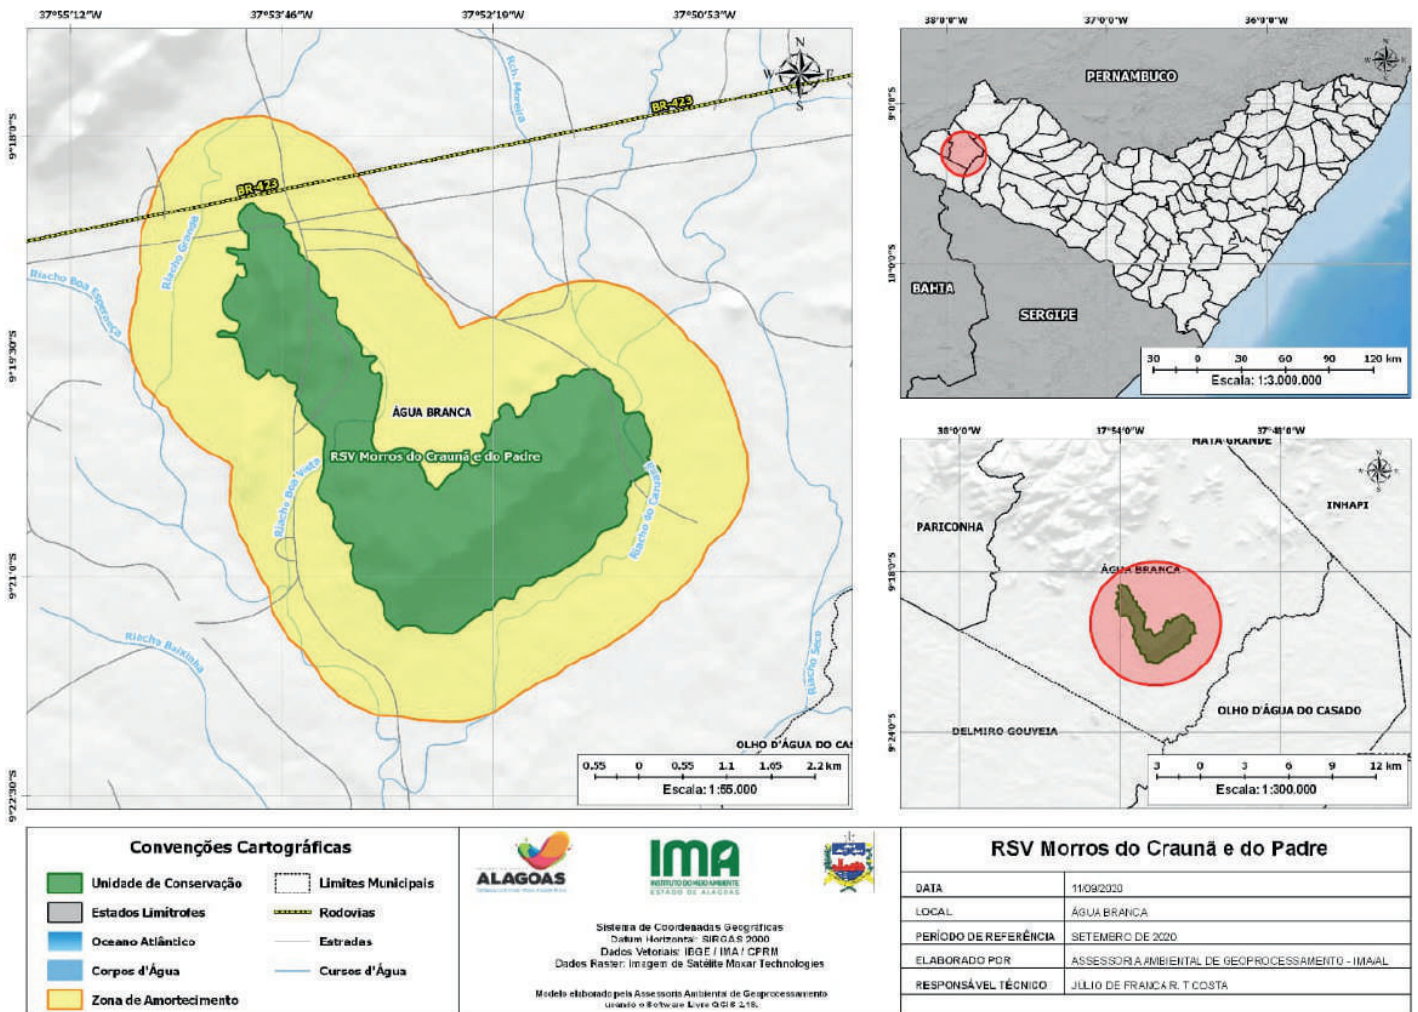 37°55'12"W 37°53'46"W 37°52'19"W 37°50'53"W
9°18'0"S
9°19'30"S
9°21'0"S
9°22'30"S
N
W E
S
BR-423
BR-423
Rch. Moreira
Riacho Grande
Riacho Boa Esperança
ÁGUA BRANCA
RSV Morros do Craunã e do Padre
Riacho Boa Vista
Riacho Baixinha
Riacho Seco
OLHO D'ÁGUA DO CAS
0.55 0 0.55 1.1 1.65 2.2 km
Escala: 1:55.000
38°0'0"W 37°0'0"W 36°0'0"W
9°0'0"S
PERNAMBUCO
BAHIA
SERGIPE
30 0 30 60 90 120 km
Escala: 1:3.000.000
38°0'0"W 37°54'0"W 37°48'0"W
9°18'0"S
9°24'0"S
MATA GRANDE
INHAPI
PARICONHA
ÁGUA BRANCA
OLHO D'ÁGUA DO CASADO
DELMIRO GOUVEIA
3 0 3 6 9 12 km
Escala: 1:300.000
Convenções Cartográficas
Unidade de Conservação Limites Municipais
Estados Limítrofes Rodovias
Oceano Atlântico Estradas
Corpos d'Água Cursos d'Água
Zona de Amortecimento
ALAGOAS
IMA
INSTITUTO DO MEIO AMBIENTE
ESTADO DE ALAGOAS
Sistema de Coordenadas Geográficas
Datum Horizontal: SIRGAS 2000
Dados Vetoriais: IBGE / IMA / CPRM
Dados Raster: Imagem de Satélite Maxar Technologies
Modelo elaborado pela Assessoria Ambiental de Geoprocessamento
usando o Software Livre QGIS 2.18.
RSV Morros do Craunã e do Padre
DATA 11/09/2020
LOCAL ÁGUA BRANCA
PERÍODO DE REFERÊNCIA SETEMBRO DE 2020
ELABORADO POR ASSESSORIA AMBIENTAL DE GEOPROCESSAMENTO - IMA/AL
RESPONSÁVEL TÉCNICO JÚLIO DE FRANCA R. T COSTA